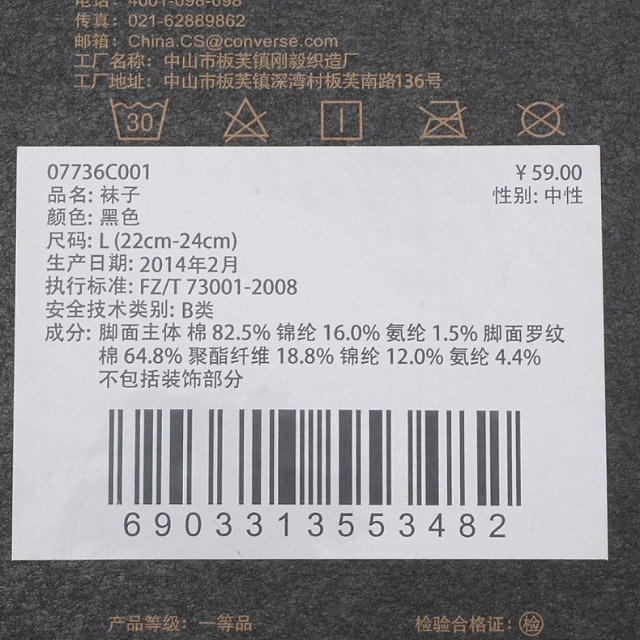 电话: 4001-098-098
传真: 021-62889862
邮箱: China.CS@converse.com
工厂名称: 中山市板芙镇刚毅织造厂
工厂地址: 中山市板芙镇深湾村板芙南路136号
30
07736C001 ¥ 59.00
品名: 袜子 性别: 中性
颜色: 黑色
尺码: L (22cm-24cm)
生产日期: 2014年2月
执行标准: FZ/T 73001-2008
安全技术类别: B类
成分: 脚面主体 棉 82.5% 锦纶 16.0% 氨纶 1.5% 脚面罗纹
棉 64.8% 聚酯纤维 18.8% 锦纶 12.0% 氨纶 4.4%
不包括装饰部分
6903313553482
产品等级: 一等品 检验合格证: 检